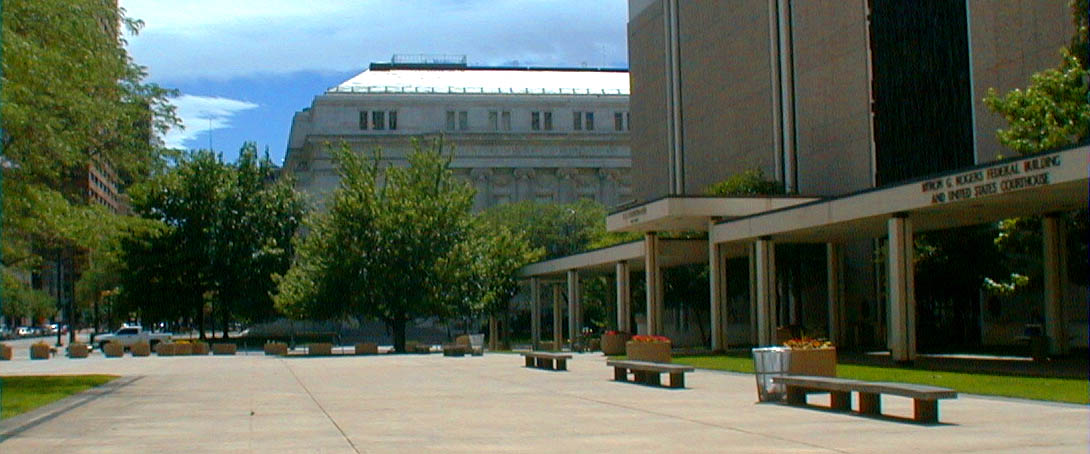 BYRON G. ROGERS FEDERAL BUILDING
AND UNITED STATES COURTHOUSE